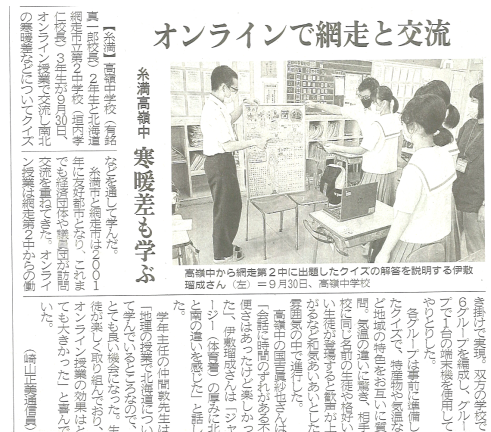 オンラインで網走と交流
糸満高嶺中 寒暖差も学ぶ
【糸満】高嶺中学校(有銘
真一郎校長)2年生と北海道
網走市立第2中学校(垣内孝
仁校長)3年生が9月30日、
オンライン授業で交流し南北
の寒暖差などについてクイズ
などを通して学んだ。
糸満市と網走市は2001
年に友好都市となり、これま
でも経済団体や議員団が訪問
交流を重ねてきた。オンライ
ン授業は網走第2中からの働
高嶺中から網走第2中に出題したクイズの解答を説明する伊敷
瑠成さん(左)=9月30日、高嶺中学校
き掛けで実現。双方の学校で
6グループを編成し、グルー
プで1台の端末機を使用して
やりとりした。
各グループは事前に準備し
たクイズで、特産物や気温な
ど地域の特色をお互いに質
問。気温の違いに驚き、相手
校に同じ名前の生徒や格好い
い生徒が登場すると歓声が上
がるなど和気あいあいとした
雰囲気の中で進行した。
高嶺中の国吉真紗也さんは
「会話に時間のずれがある不
便さはあったけど楽しかっ
た」、伊敷瑠成さんは「ジャ
ージー(体育着)の厚みで北
と南の違いを感じた」と話し
た。
学年主任の仲間敦先生は
「地理の授業で北海道につい
て学んでいるところなので、
とても良い機会になった。生
徒が楽しく取り組んでおり、
オンライン授業の効果はと
ても大きかった」と喜んで
いた。
(崎山正美通信員)